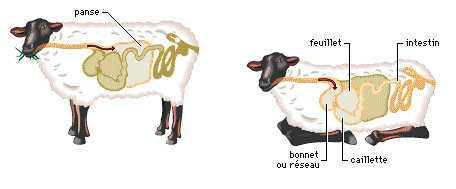 panse
feuillet
intestin
bonnet
ou réseau
caillette